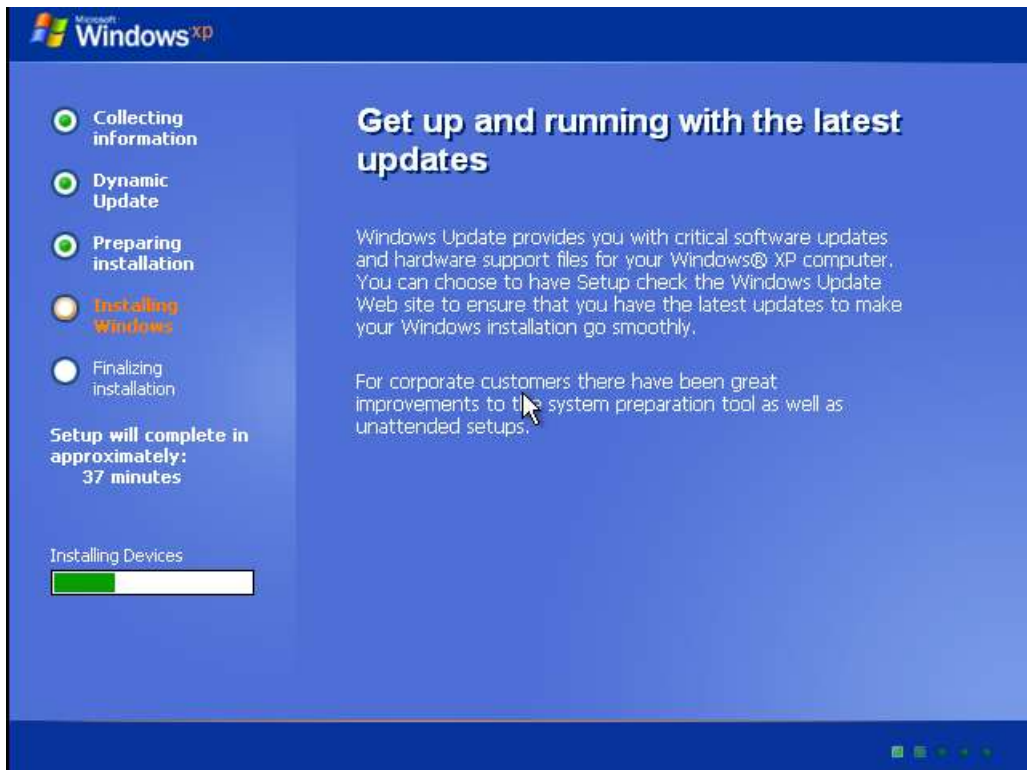 Microsoft
Windows xp
Collecting
information
Dynamic
Update
Preparing
installation
Installing
Windows
Finalizing
installation
Setup will complete in
approximately:
37 minutes
Installing Devices
Get up and running with the latest
updates
Windows Update provides you with critical software updates
and hardware support files for your Windows® XP computer.
You can choose to have Setup check the Windows Update
Web site to ensure that you have the latest updates to make
your Windows installation go smoothly.
For corporate customers there have been great
improvements to the system preparation tool as well as
unattended setups.